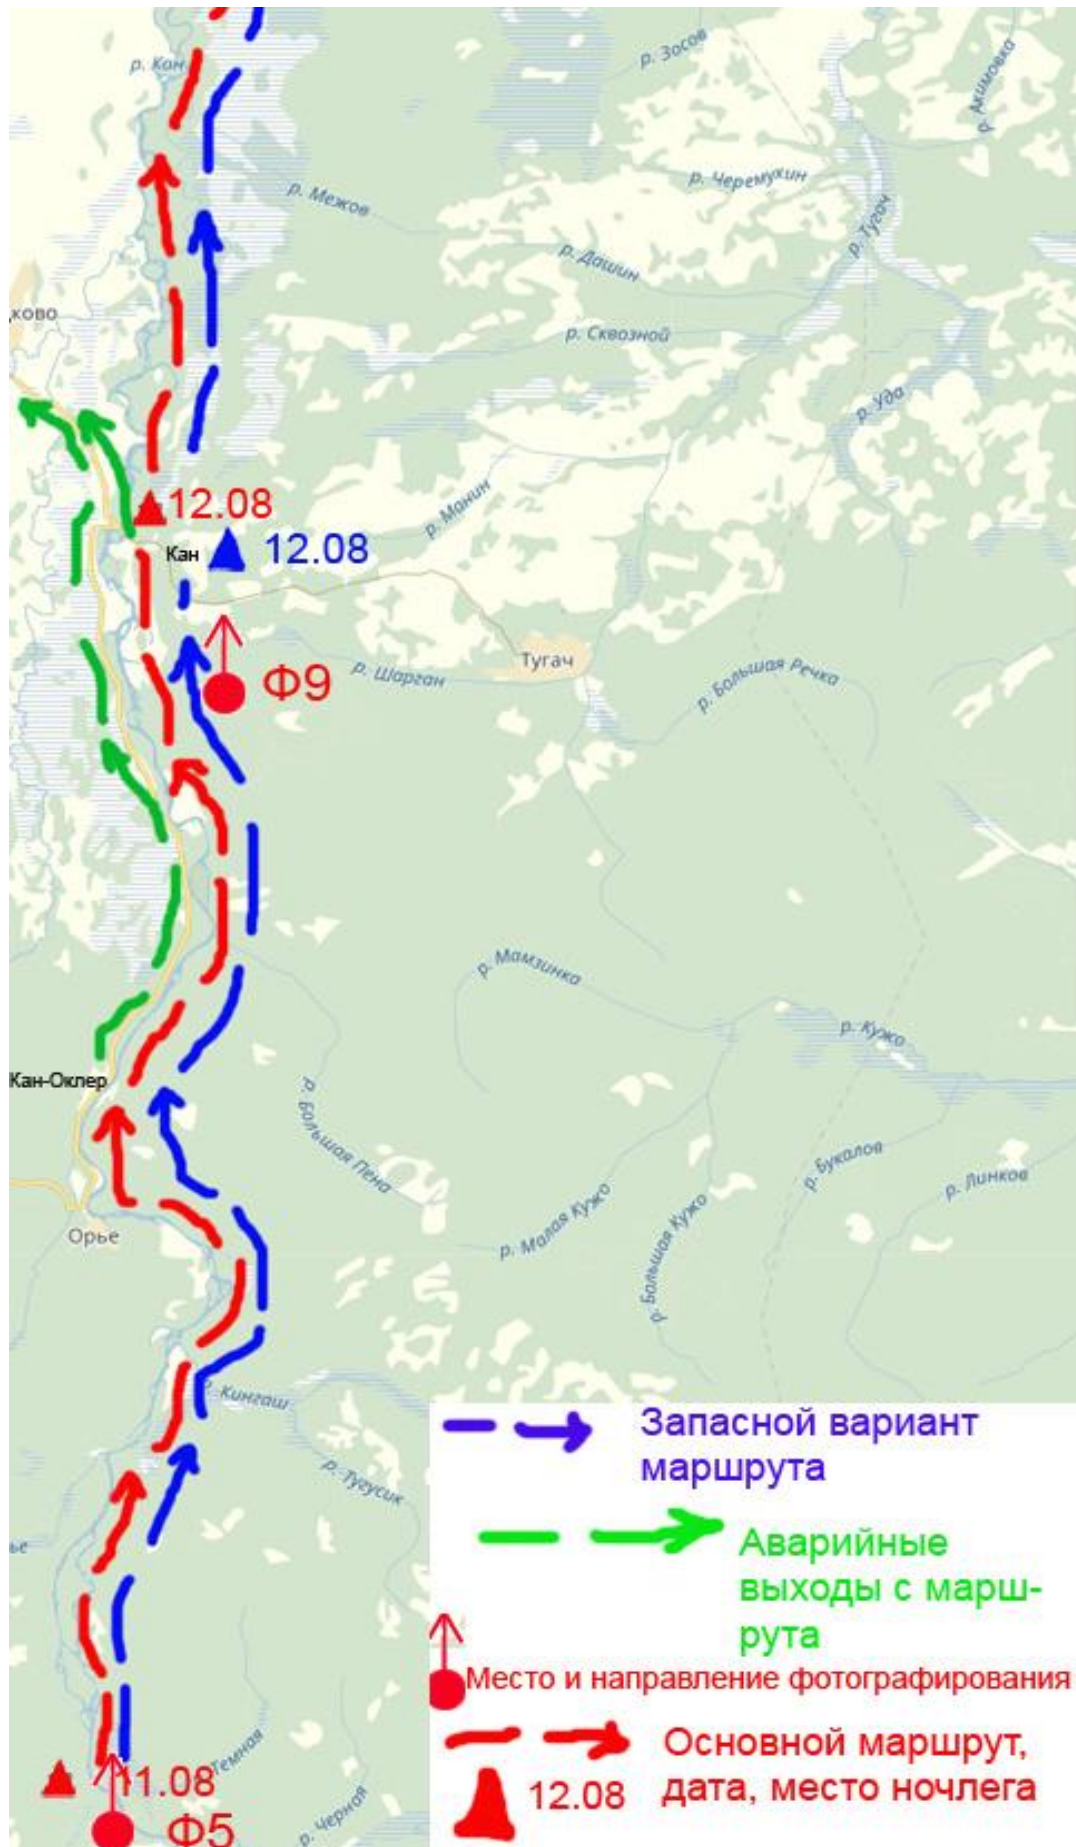 р. Кан
р. Зосов
р. Акимовка
р. Межов
р. Черемухин
р. Тугач
р. Дашин
ково
р. Сквозной
р. Уда
12.08
р. Манин
Кан
12.08
Тугач
р. Шарган
р. Большая Речка
Ф9
р. Мамзинка
р. Кужо
Кан-Оклер
р. Большая Пена
р. Букалов
р. Линков
Орье
р. Малая Кужо
р. Большая Кужо
р. Кингаш
р. Тугусик
ье
Запасной вариант
маршрута
Аварийные
выходы с марш-
рута
Место и направление фотографирования
Основной маршрут,
дата, место ночлега
12.08
11.08
р. Темная
Ф5
р. Черная